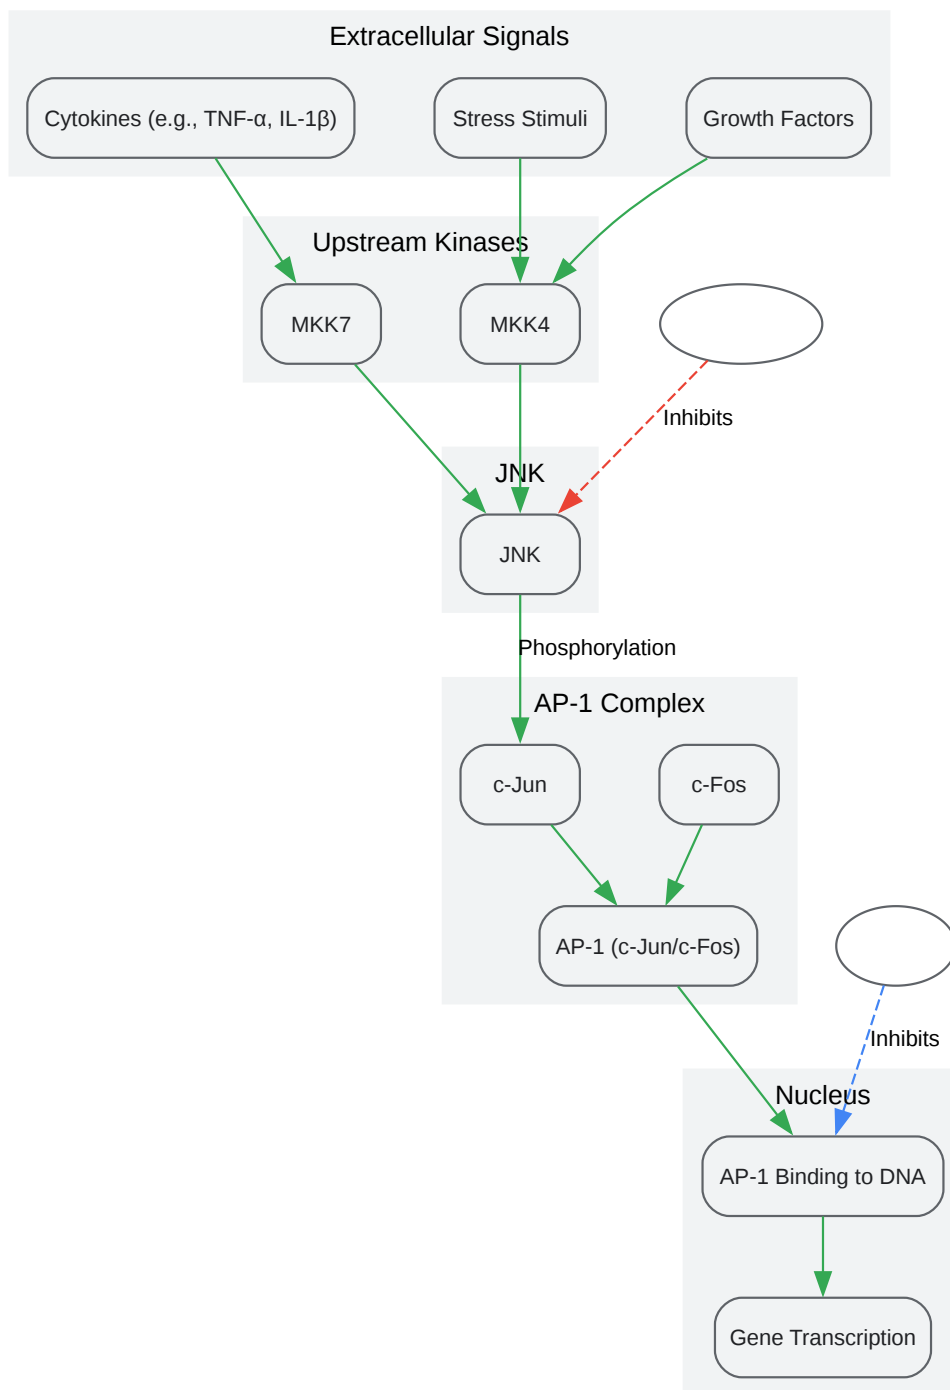 Extracellular Signals
Cytokines (e.g., TNF-α, IL-1β)
Stress Stimuli
Growth Factors
Upstream Kinases
MKK7
MKK4
Inhibits
JNK
JNK
Phosphorylation
AP-1 Complex
c-Jun
c-Fos
AP-1 (c-Jun/c-Fos)
Inhibits
Nucleus
AP-1 Binding to DNA
Gene Transcription